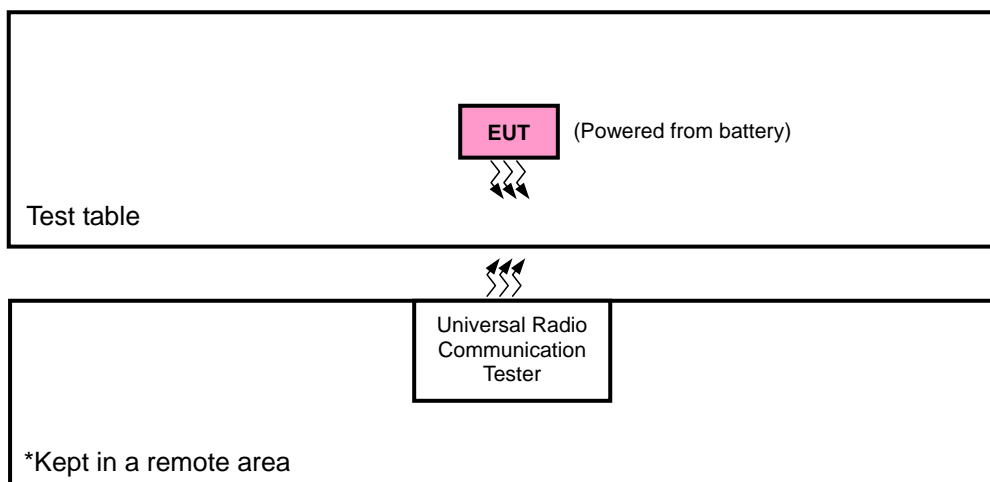 EUT
(Powered from battery)
Test table
Universal Radio
Communication
Tester
*Kept in a remote area